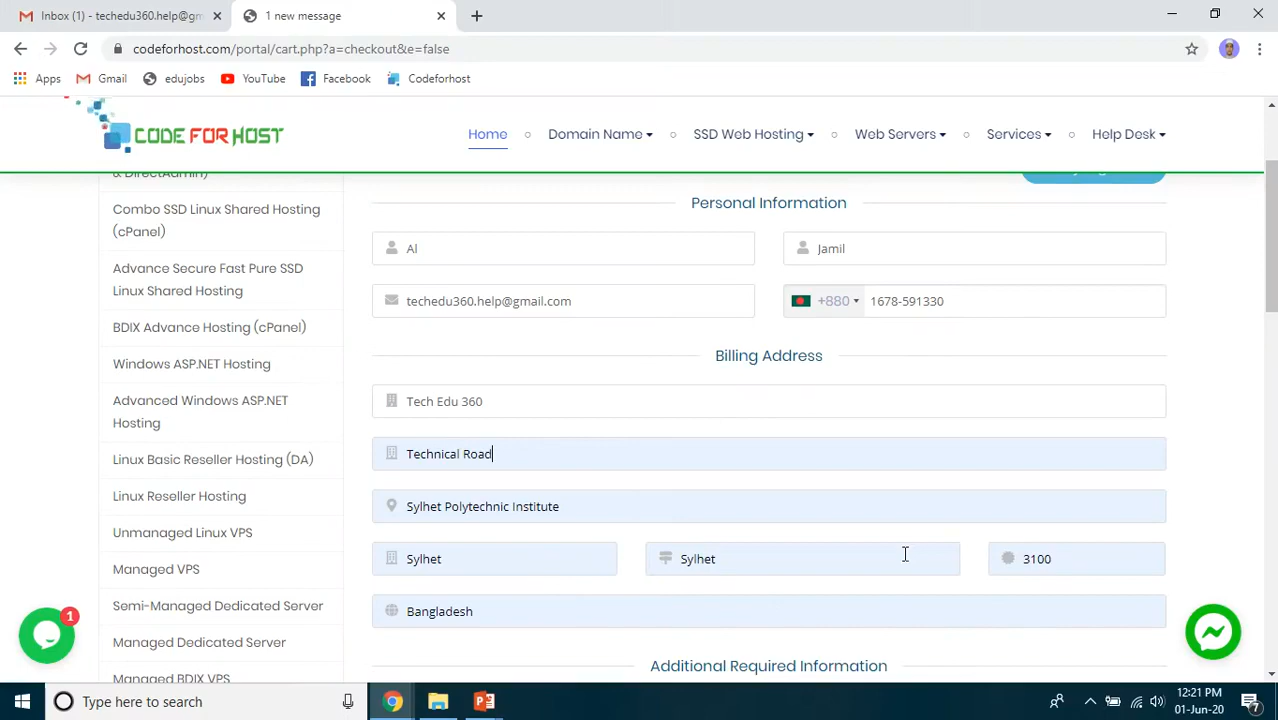 Inbox (1) - techedu360.help@gm
1 new message
codeforhost.com/portal/cart.php?a=checkout&e=false
Apps
Gmail
edujobs
YouTube
Facebook
Codeforhost
CODE FOR HOST
Home
Domain Name
SSD Web Hosting
Web Servers
Services
Help Desk
& DirectAdmin)
Combo SSD Linux Shared Hosting
(cPanel)
Advance Secure Fast Pure SSD
Linux Shared Hosting
BDIX Advance Hosting (cPanel)
Windows ASP.NET Hosting
Advanced Windows ASP.NET
Hosting
Linux Basic Reseller Hosting (DA)
Linux Reseller Hosting
Unmanaged Linux VPS
Managed VPS
Semi-Managed Dedicated Server
Managed Dedicated Server
Managed BDIX VPS
Personal Information
Al
Jamil
techedu360.help@gmail.com
+880
1678-591330
Billing Address
Tech Edu 360
Technical Road
Sylhet Polytechnic Institute
Sylhet
Sylhet
3100
Bangladesh
Additional Required Information
1
Type here to search
12:21 PM
01-Jun-20
7